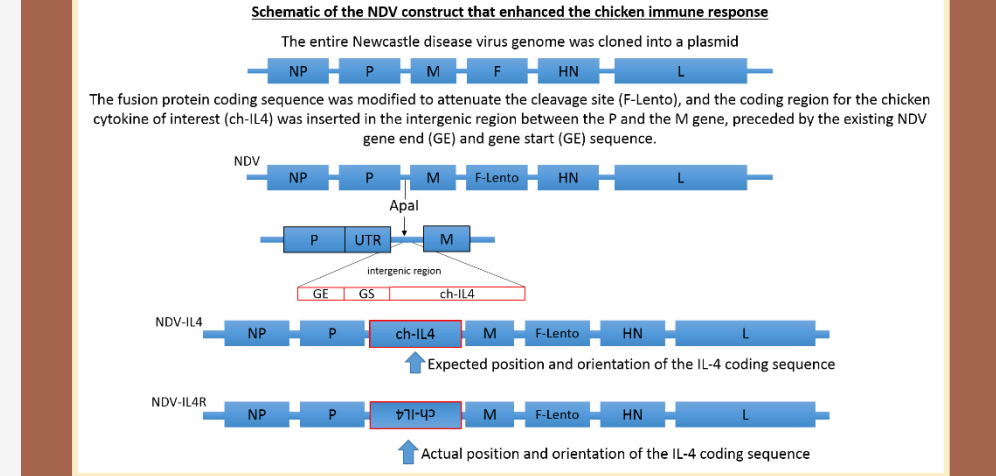 Schematic of the NDV construct that enhanced the chicken immune response
The entire Newcastle disease virus genome was cloned into a plasmid
NP P M F HN L
The fusion protein coding sequence was modified to attenuate the cleavage site (F-Lento), and the coding region for the chicken
cytokine of interest (ch-IL4) was inserted in the intergenic region between the P and the M gene, preceded by the existing NDV
gene end (GE) and gene start (GE) sequence.
NDV
NP P M F-Lento HN L
ApaI
P UTR M
intergenic region
GE GS ch-IL4
NDV-IL4
NP P ch-IL4 M F-Lento HN L
Expected position and orientation of the IL-4 coding sequence
NDV-IL4R
NP P ch-IL4 M F-Lento HN L
Actual position and orientation of the IL-4 coding sequence